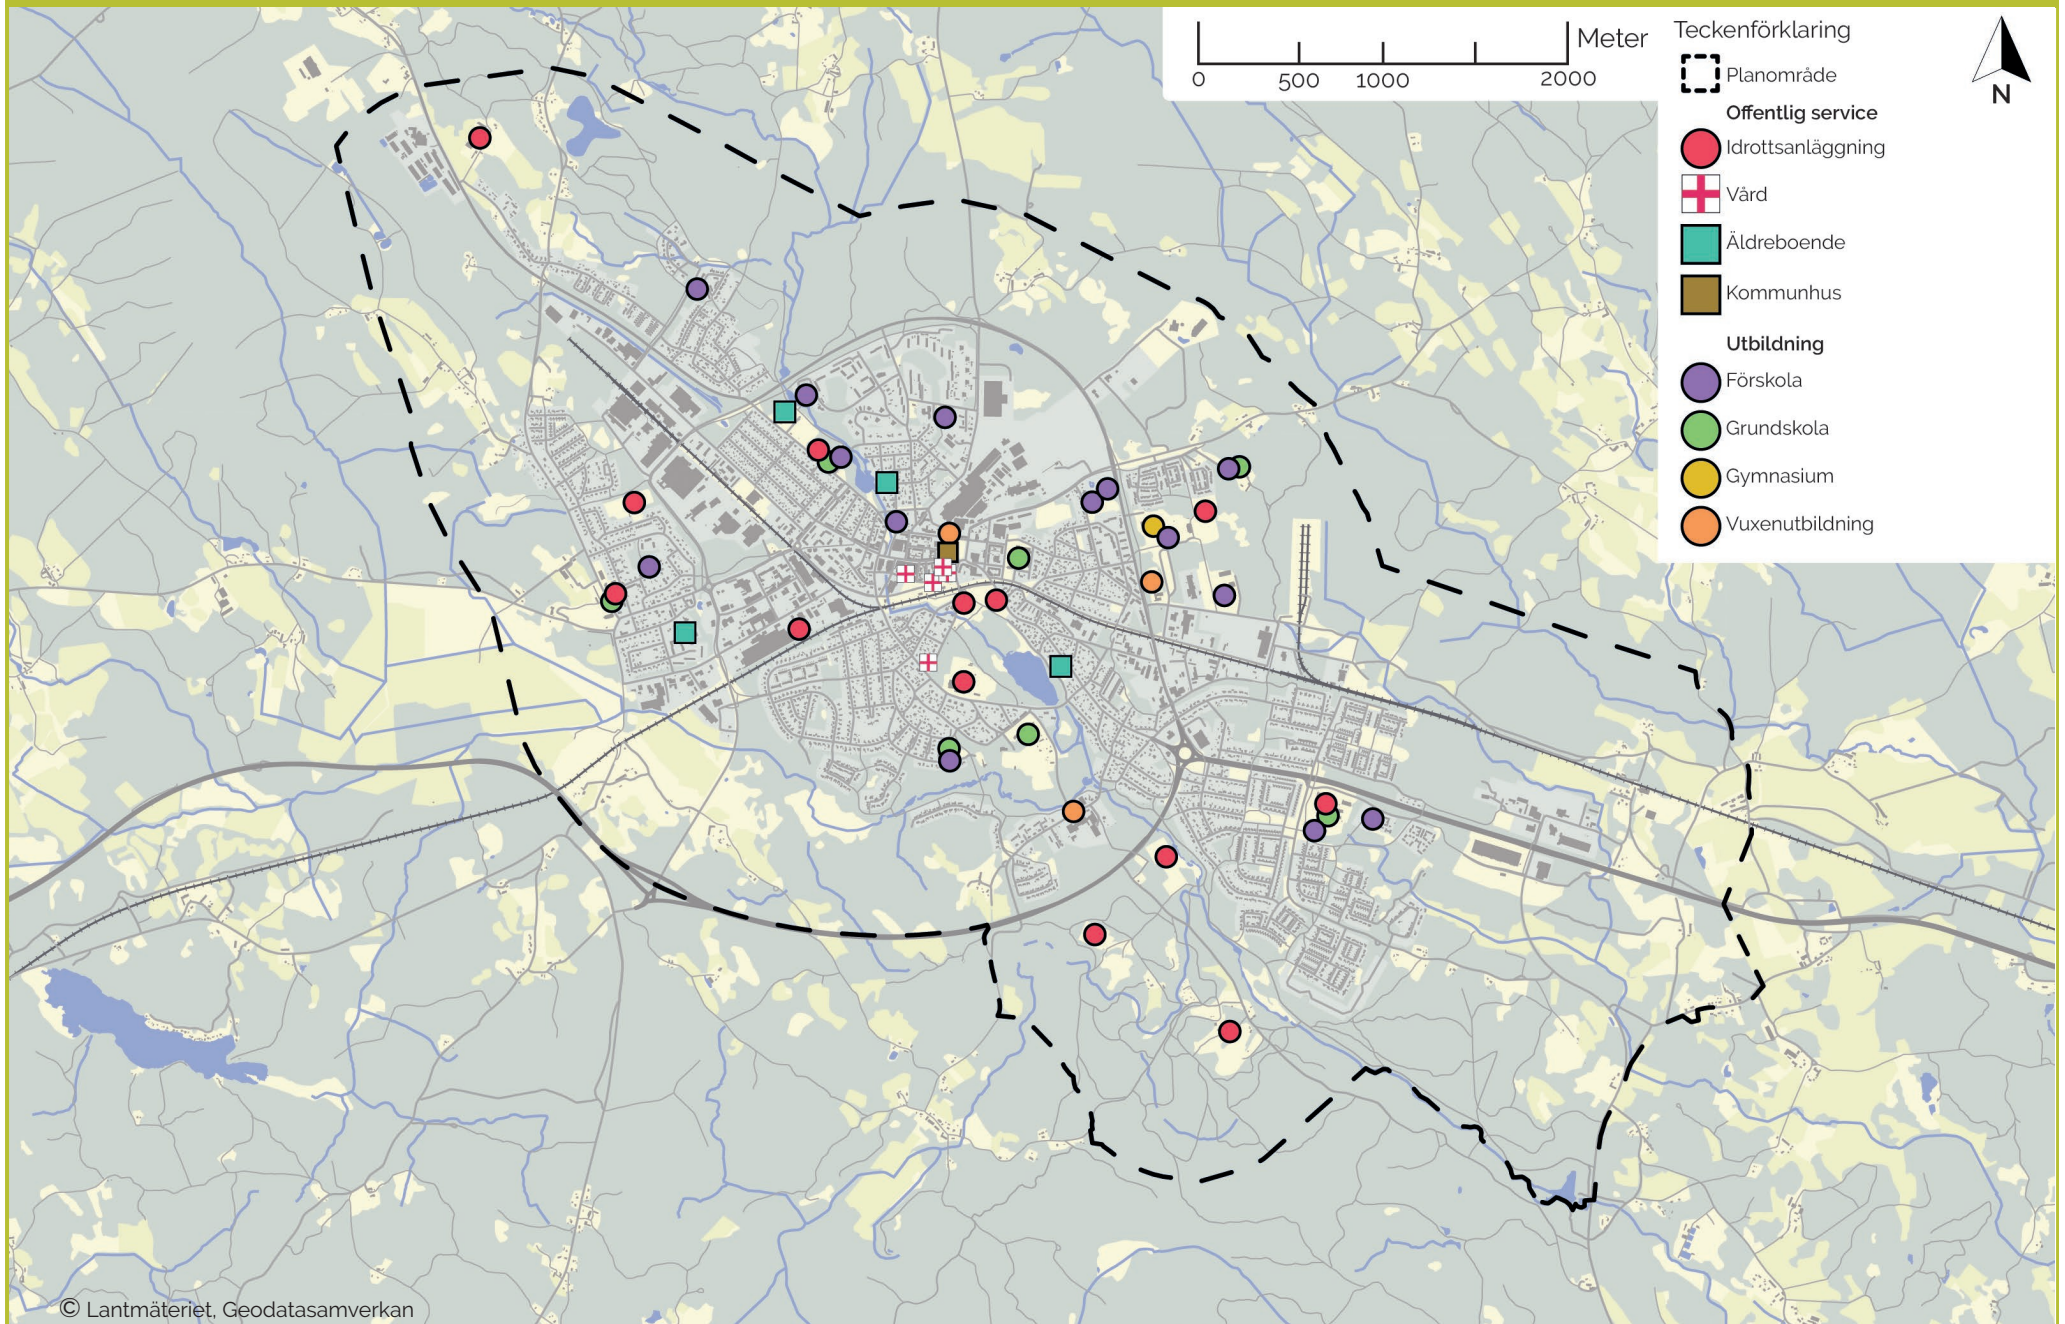 Meter
0 500 1000 2000
Teckenförklaring
Planområde
Offentlig service
Idrottsanläggning
Vård
Äldreboende
Kommunhus
Utbildning
Förskola
Grundskola
Gymnasium
Vuxenutbildning
N
© Lantmäteriet, Geodatasamverkan